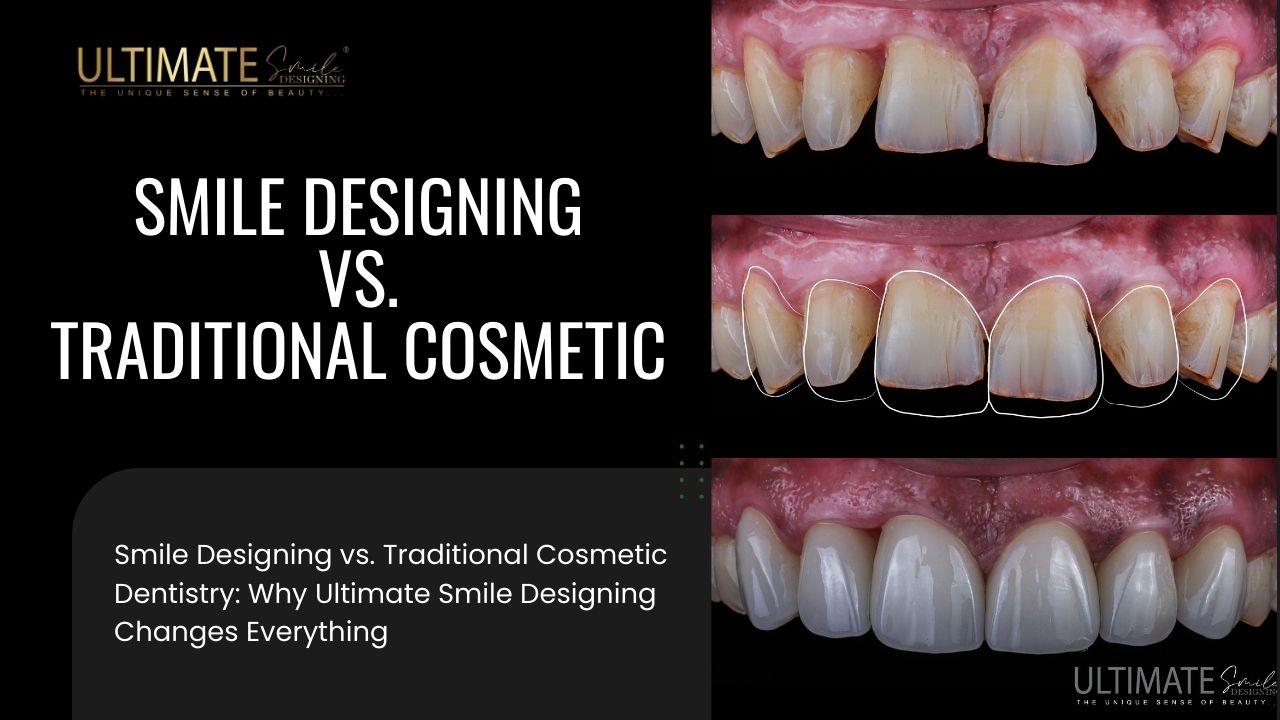 ULTIMATE Smile®
DESIGNING
THE UNIQUE SENSE OF BEAUTY...
SMILE DESIGNING
VS.
TRADITIONAL COSMETIC
Smile Designing vs. Traditional Cosmetic
Dentistry: Why Ultimate Smile Designing
Changes Everything
ULTIMATE Smile
DESIGNING
THE UNIQUE SENSE OF BEAUTY...